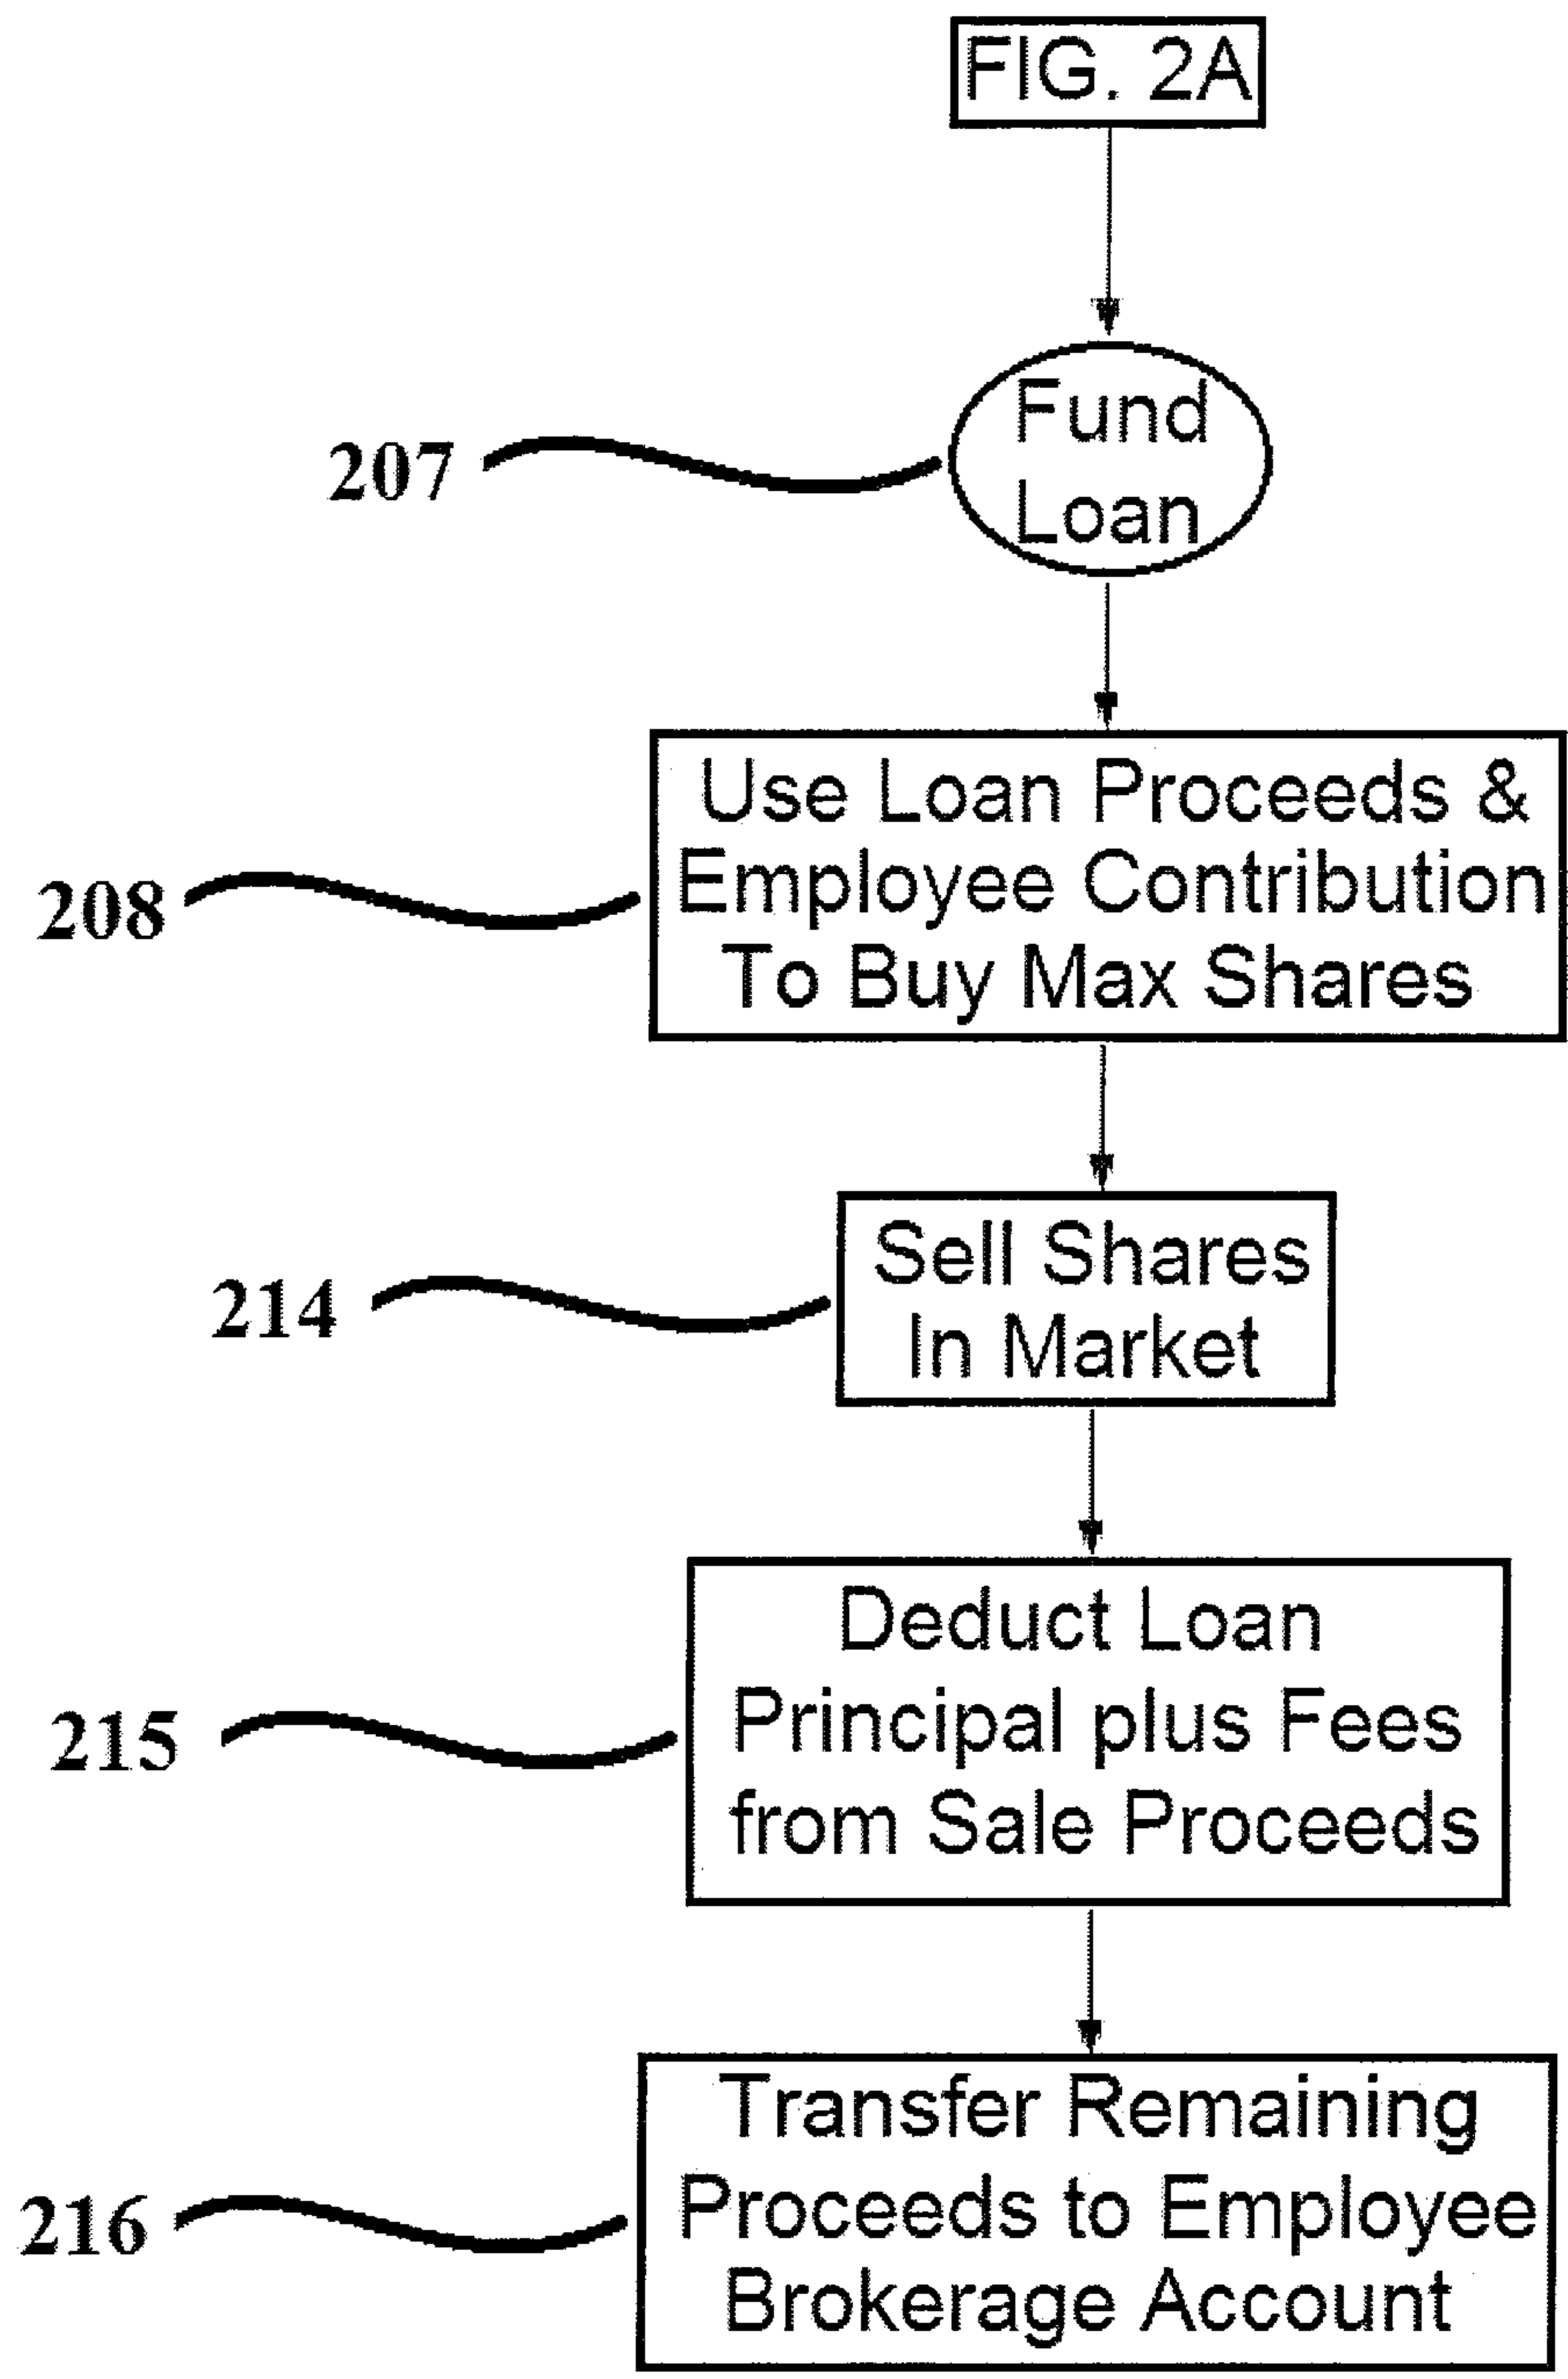 FIG. 2A
Fund
Loan
207
Use Loan Proceeds &
Employee Contribution
To Buy Max Shares
208
Sell Shares
In Market
214
Deduct Loan
Principal plus Fees
from Sale Proceeds
215
Transfer Remaining
Proceeds to Employee
Brokerage Account
216